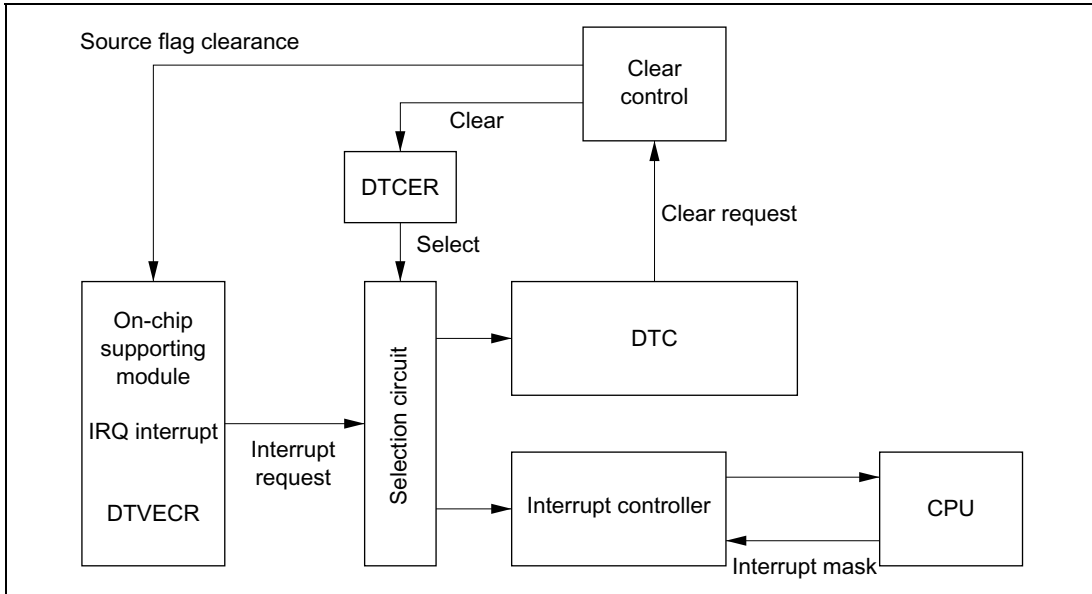 Source flag clearance
Clear
control
Clear
DTCER
Clear request
Select
On-chip
supporting
module
IRQ interrupt
DTVECR
Interrupt
request
Selection circuit
DTC
Interrupt controller
CPU
Interrupt mask